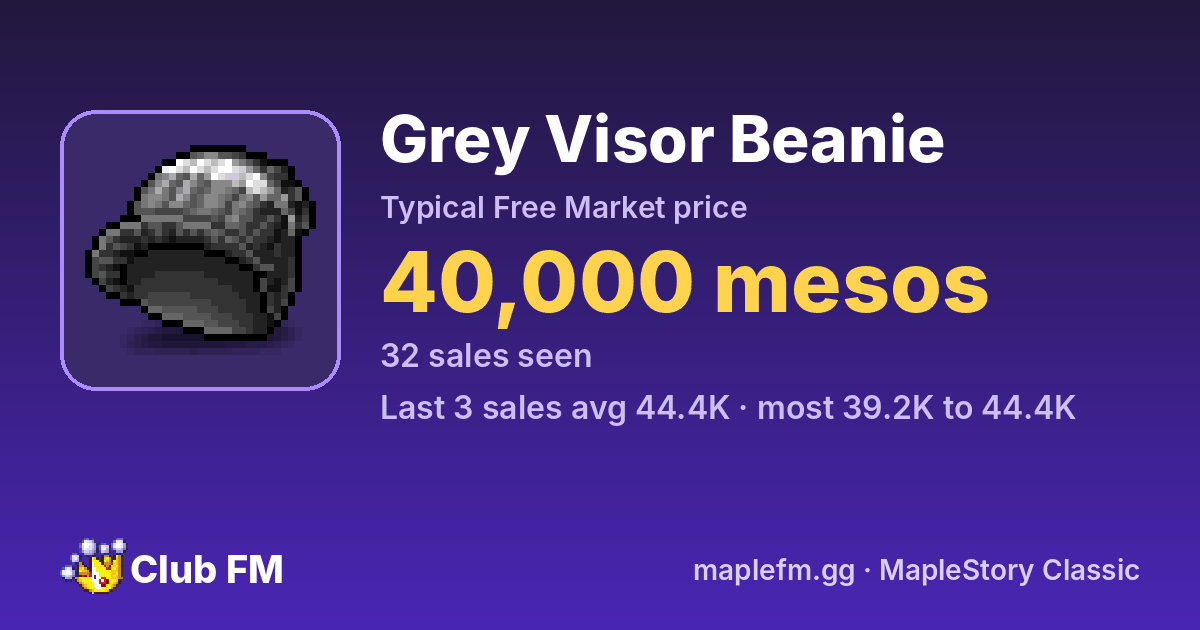 Grey Visor Beanie
Typical Free Market price
40,000 mesos
32 sales seen
Last 3 sales avg 44.4K · most 39.2K to 44.4K
Club FM
maplefm.gg · MapleStory Classic